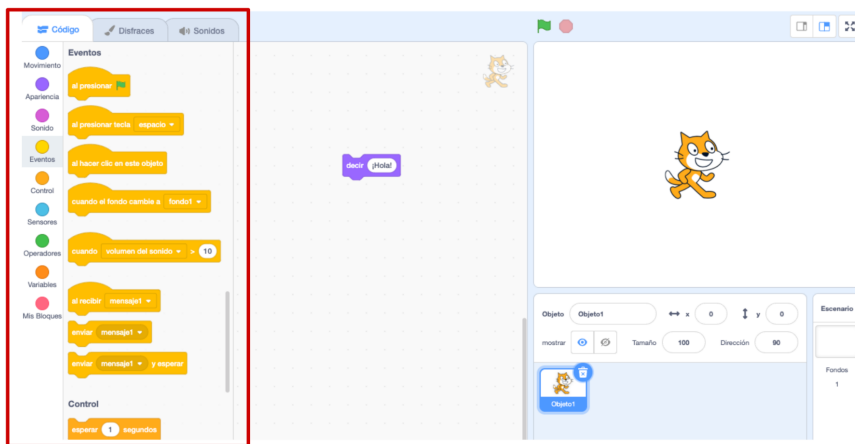 Código Disfraces Sonidos
Movimiento
Apariencia
Sonido
Eventos
Control
Sensores
Operadores
Variables
Mis Bloques
Eventos
al presionar
al presionar tecla espacio
al hacer clic en este objeto
cuando el fondo cambie a fondo1
cuando volumen del sonido > 10
al recibir mensaje1
enviar mensaje1
enviar mensaje1 y esperar
Control
esperar 1 segundos
decir ¡Hola!
Objeto Objeto1 x 0 y 0
mostrar Tamaño 100 Dirección 90
Objeto1
Escenario
Fondos
1